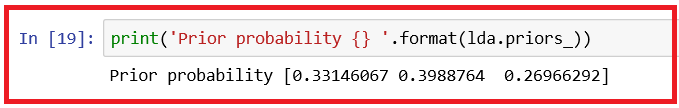 In [19]: print('Prior probability {} '.format(lda.priors_))
Prior probability [0.33146067 0.3988764  0.26966292]